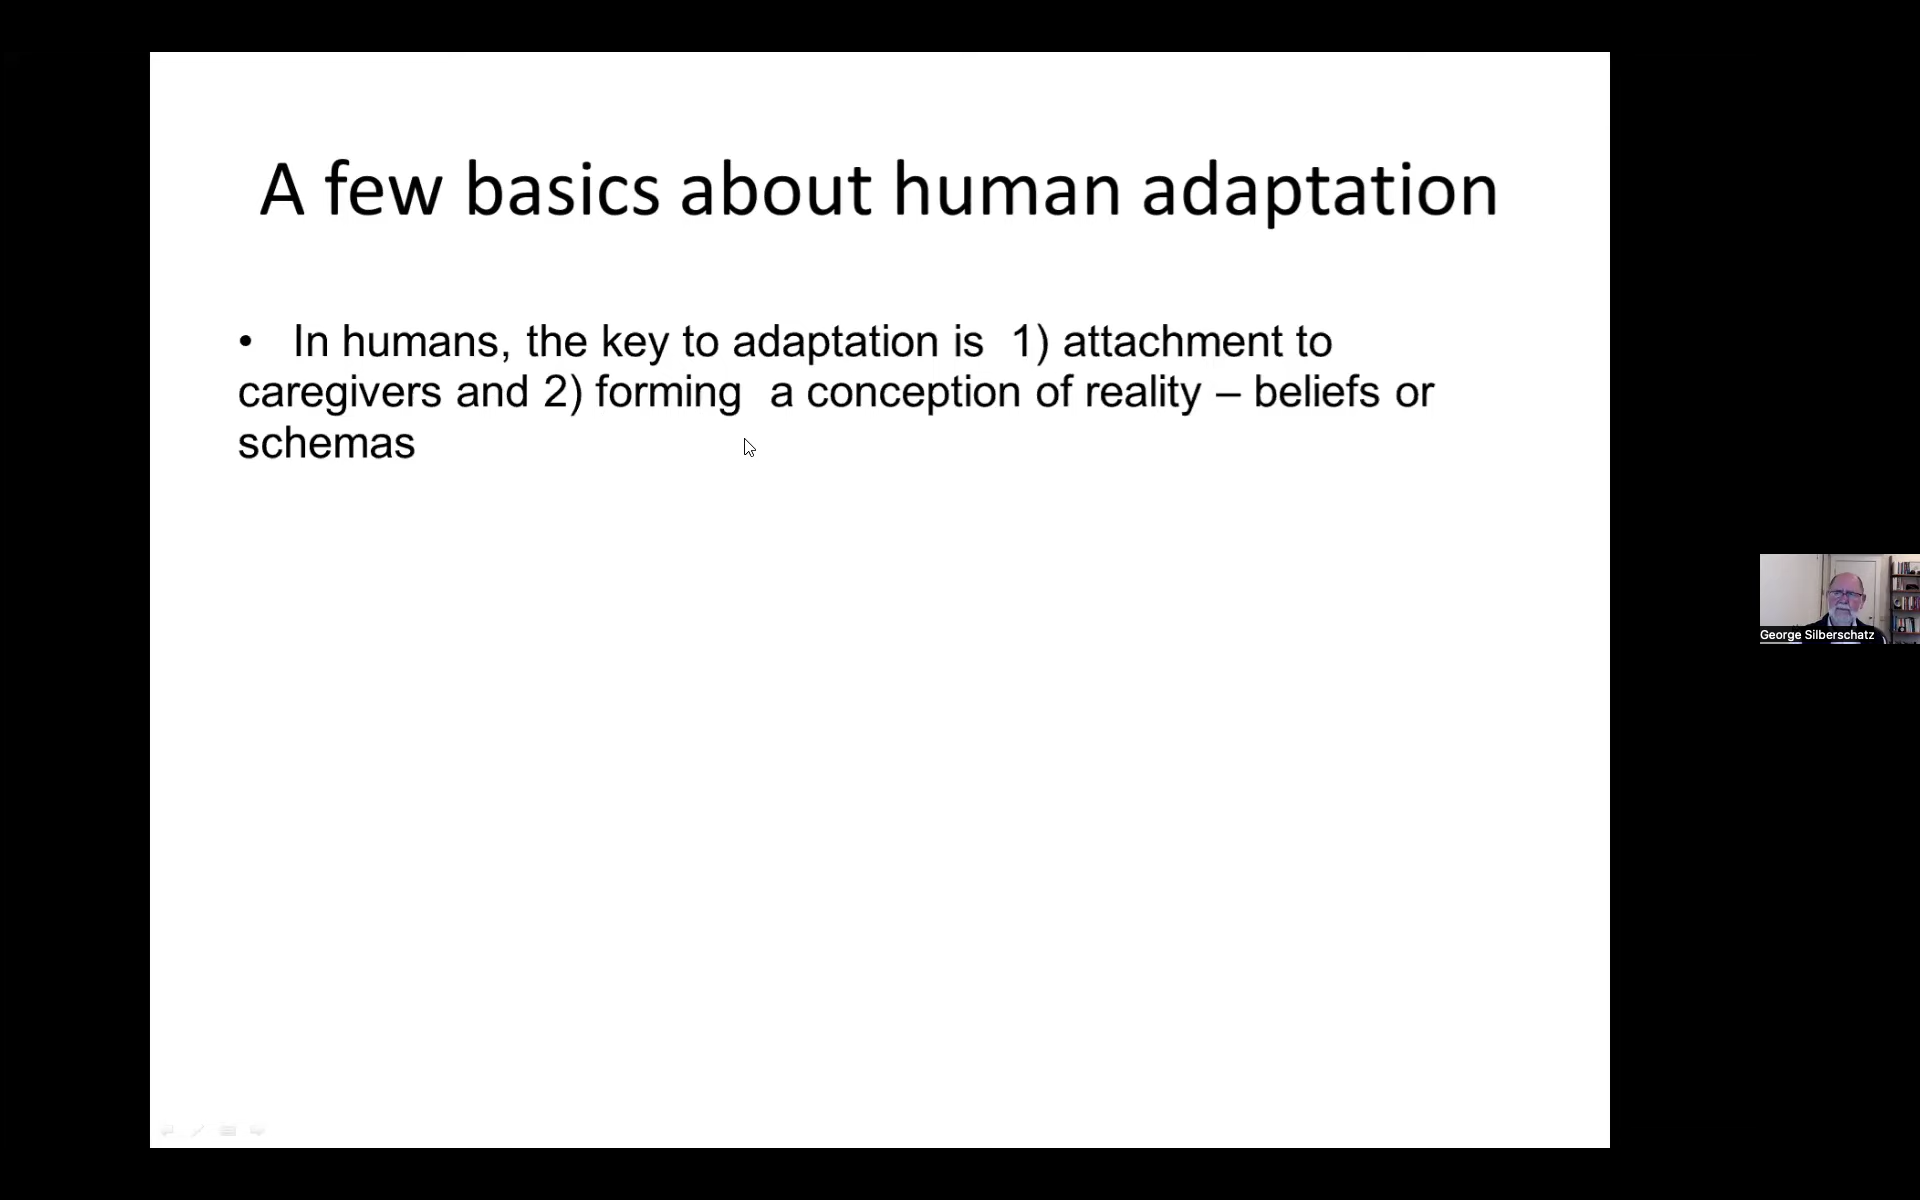 A few basics about human adaptation
• In humans, the key to adaptation is  1) attachment to
caregivers and 2) forming  a conception of reality – beliefs or
schemas
George Silberschatz